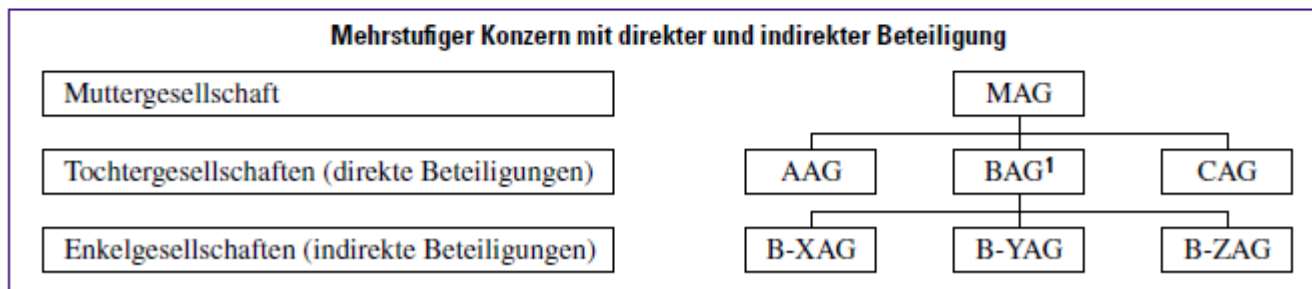 Mehrstufiger Konzern mit direkter und indirekter Beteiligung
Muttergesellschaft MAG
Tochtergesellschaften (direkte Beteiligungen) AAG BAG¹ CAG
Enkelgesellschaften (indirekte Beteiligungen) B-XAG B-YAG B-ZAG